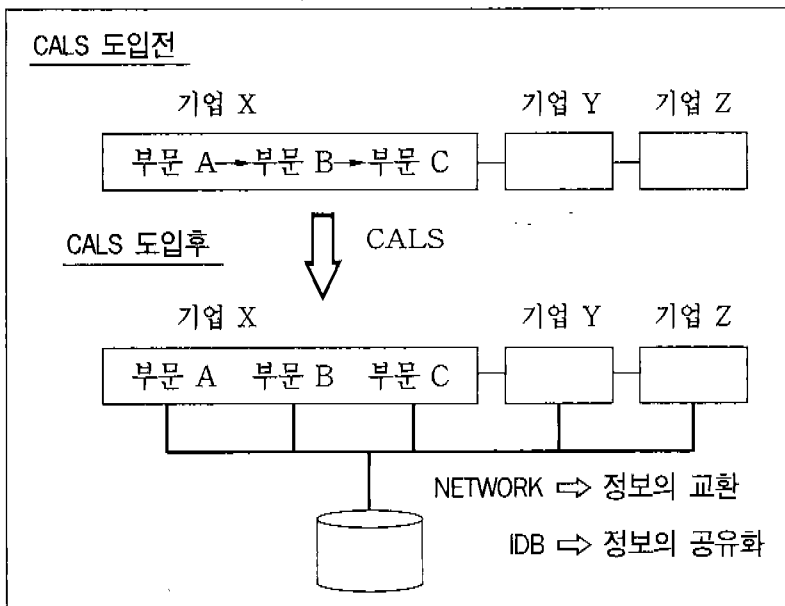 CALS 도입전
기업 X 기업 Y 기업 Z
부문 A→부문 B→부문 C
CALS
CALS 도입후
기업 X 기업 Y 기업 Z
부문 A 부문 B 부문 C
NETWORK ⇨ 정보의 교환
IDB ⇨ 정보의 공유화